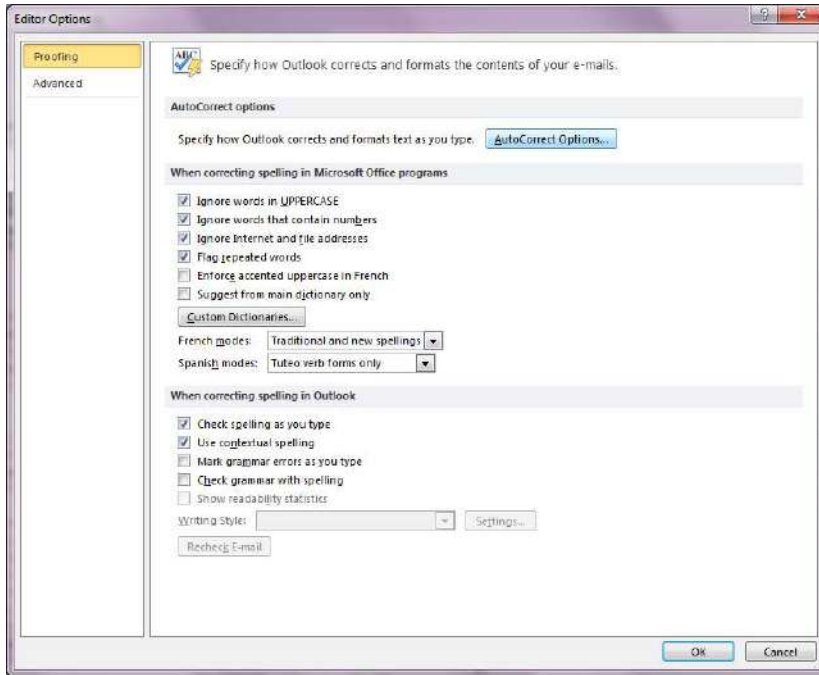 Editor Options
Proofing
Advanced
ABC
Specify how Outlook corrects and formats the contents of your e-mails.
AutoCorrect options
Specify how Outlook corrects and formats text as you type. AutoCorrect Options...
When correcting spelling in Microsoft Office programs
Ignore words in UPPERCASE
Ignore words that contain numbers
Ignore Internet and file addresses
Flag repeated words
Enforce accented uppercase in French
Suggest from main dictionary only
Custom Dictionaries...
French modes: Traditional and new spellings
Spanish modes: Tuteo verb forms only
When correcting spelling in Outlook
Check spelling as you type
Use contextual spelling
Mark grammar errors as you type
Check grammar with spelling
Show readability statistics
Writing Style: Settings...
Recheck E-mail
OK Cancel